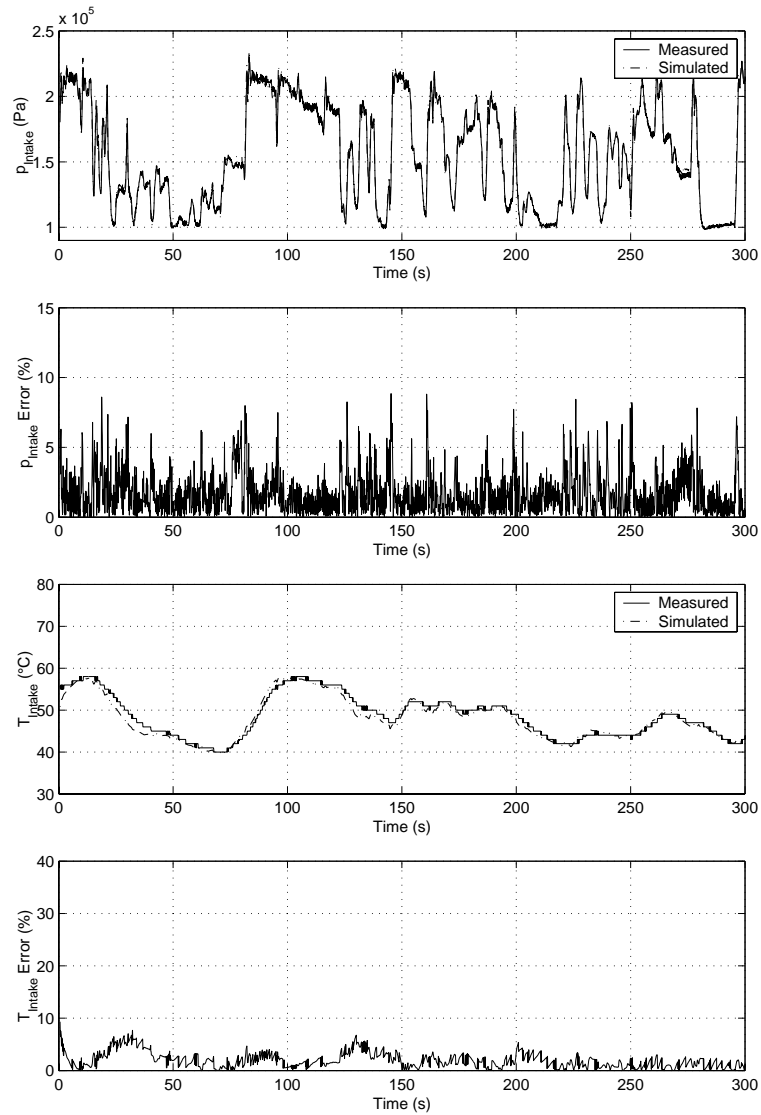 x 10⁵
2.5
2
1.5
1
p_Intake (Pa)
Measured
Simulated
0 50 100 150 200 250 300
Time (s)
15
10
5
0
p_Intake Error (%)
0 50 100 150 200 250 300
Time (s)
80
70
60
50
40
30
T_Intake (°C)
Measured
Simulated
0 50 100 150 200 250 300
Time (s)
40
30
20
10
0
T_Intake Error (%)
0 50 100 150 200 250 300
Time (s)